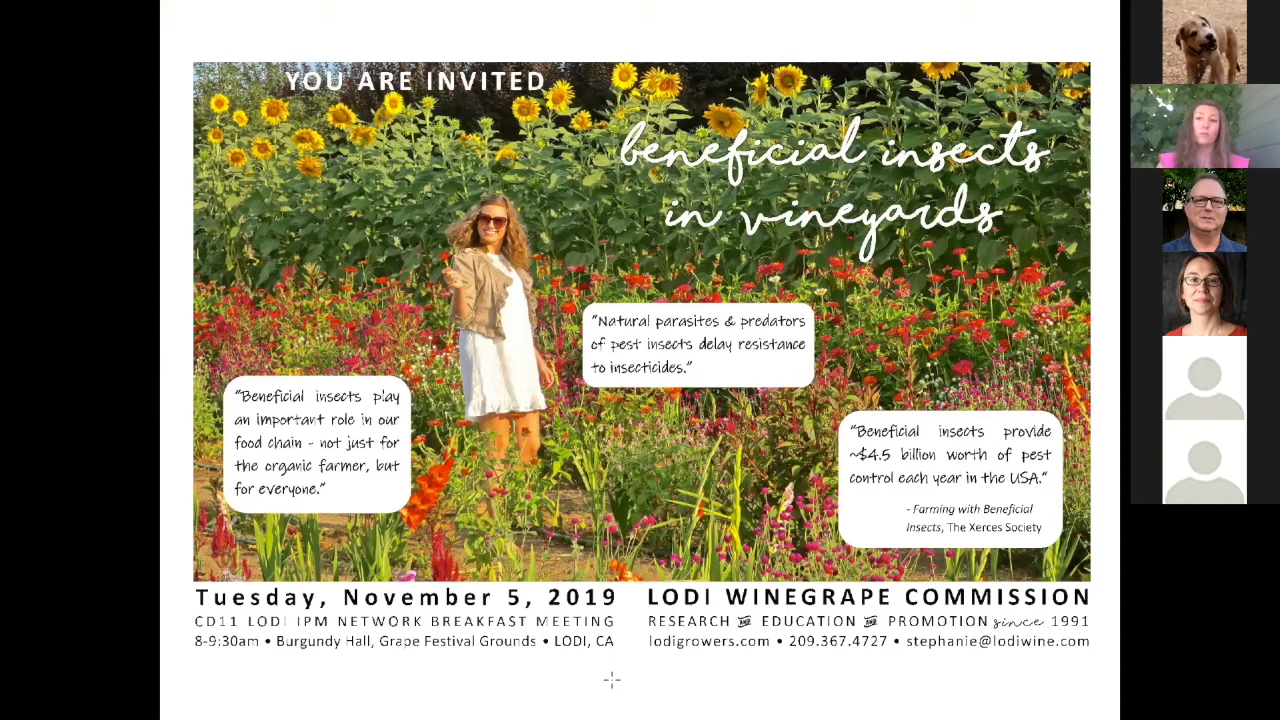 YOU ARE INVITED
beneficial insects
in vineyards
"Natural parasites & predators
of pest insects delay resistance
to insecticides."
"Beneficial insects play
an important role in our
food chain - not just for
the organic farmer, but
for everyone."
"Beneficial insects provide
~$4.5 billion worth of pest
control each year in the USA."
- Farming with Beneficial
Insects, The Xerces Society
Tuesday, November 5, 2019
CD11 LODI IPM NETWORK BREAKFAST MEETING
8-9:30am • Burgundy Hall, Grape Festival Grounds • LODI, CA
LODI WINEGRAPE COMMISSION
RESEARCH AND EDUCATION AND PROMOTION since 1991
lodigrowers.com • 209.367.4727 • stephanie@lodiwine.com